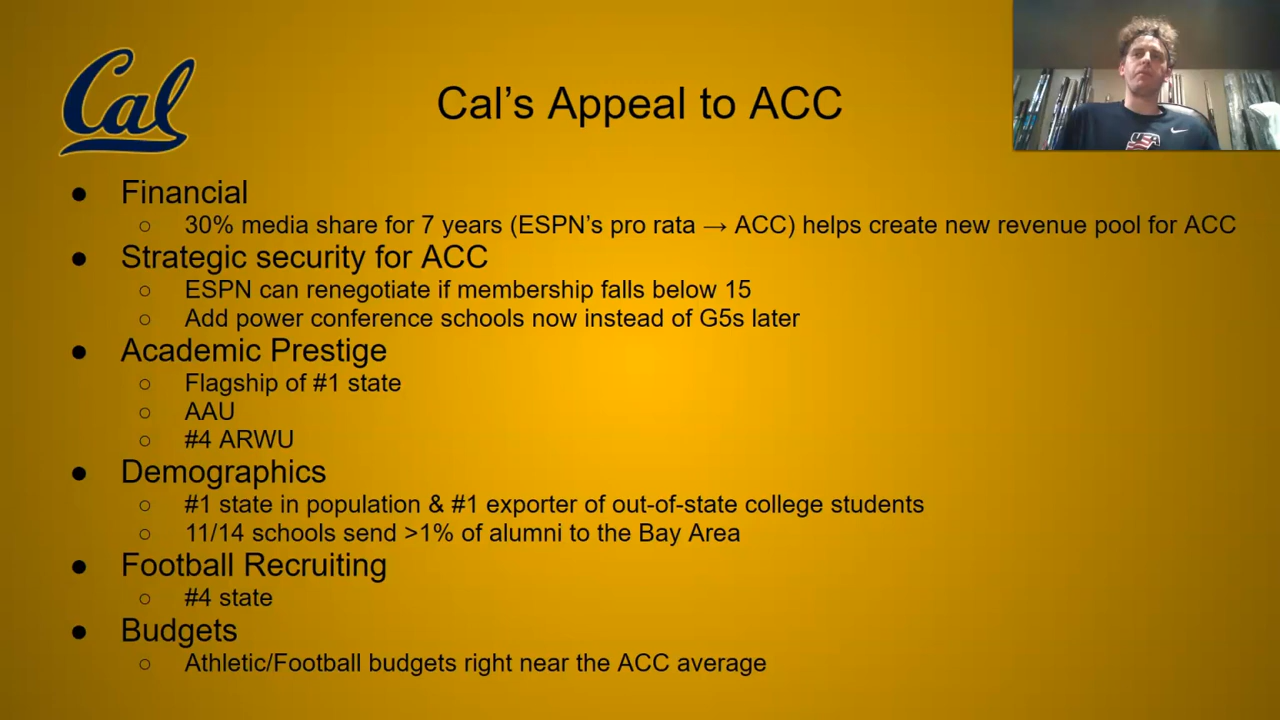 Cal
Cal's Appeal to ACC
USA
● Financial
○ 30% media share for 7 years (ESPN's pro rata → ACC) helps create new revenue pool for ACC
● Strategic security for ACC
○ ESPN can renegotiate if membership falls below 15
○ Add power conference schools now instead of G5s later
● Academic Prestige
○ Flagship of #1 state
○ AAU
○ #4 ARWU
● Demographics
○ #1 state in population & #1 exporter of out-of-state college students
○ 11/14 schools send >1% of alumni to the Bay Area
● Football Recruiting
○ #4 state
● Budgets
○ Athletic/Football budgets right near the ACC average